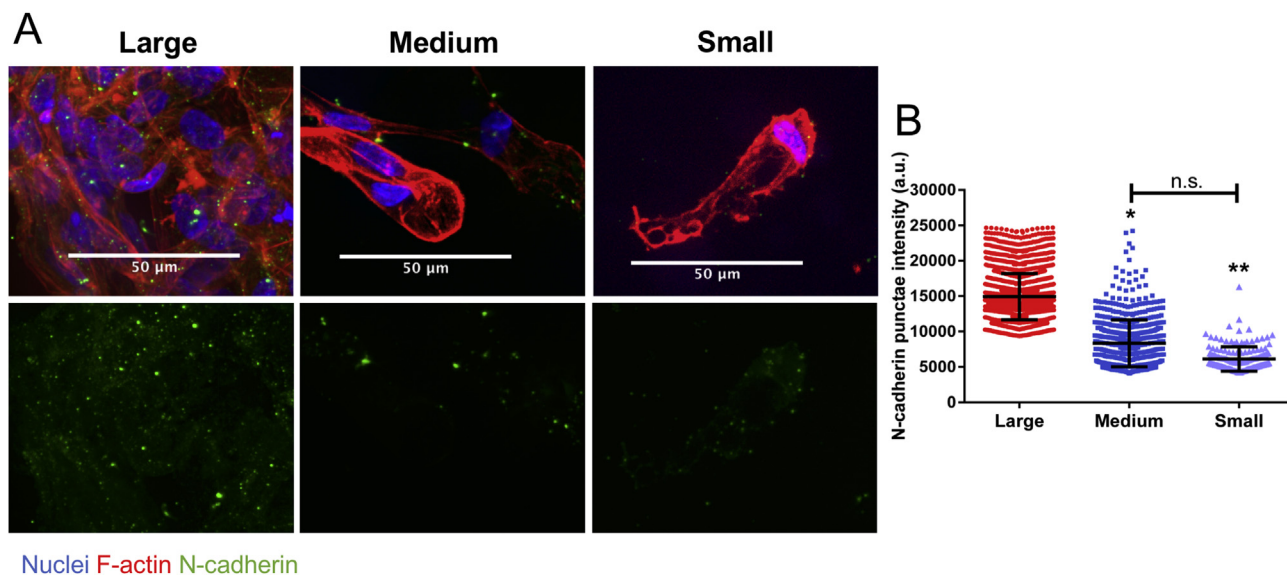 A
Large Medium Small
50 µm 50 µm 50 µm
Nuclei F-actin N-cadherin
B
N-cadherin punctae intensity (a.u.)
30000
25000
20000
15000
10000
5000
0
n.s.
*
**
Large Medium Small